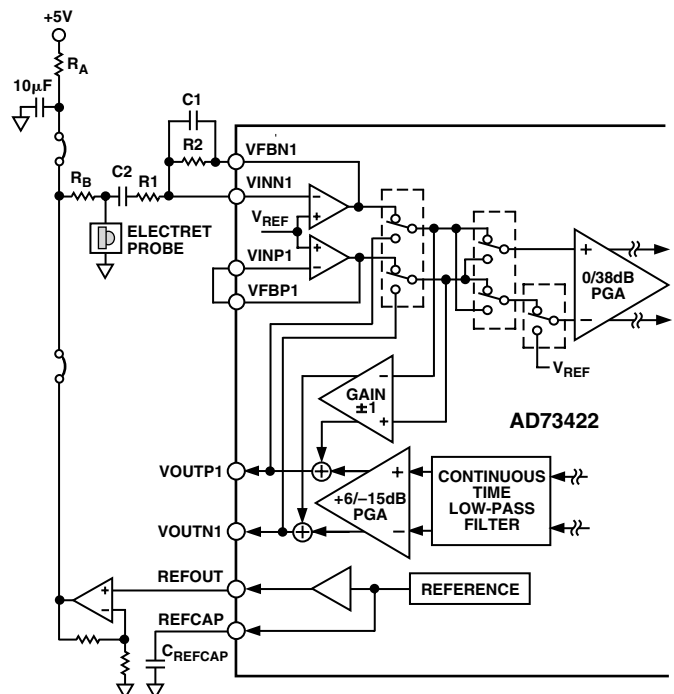 +5V
RA
10μF
C1
R2
VFBN1
RB
C2
R1
VINN1
VREF
ELECTRET
PROBE
VINP1
VFBP1
0/38dB
PGA
VREF
GAIN
±1
AD73422
VOUTP1
+6/–15dB
PGA
CONTINUOUS
TIME
LOW-PASS
FILTER
VOUTN1
REFOUT
REFERENCE
REFCAP
CREFCAP